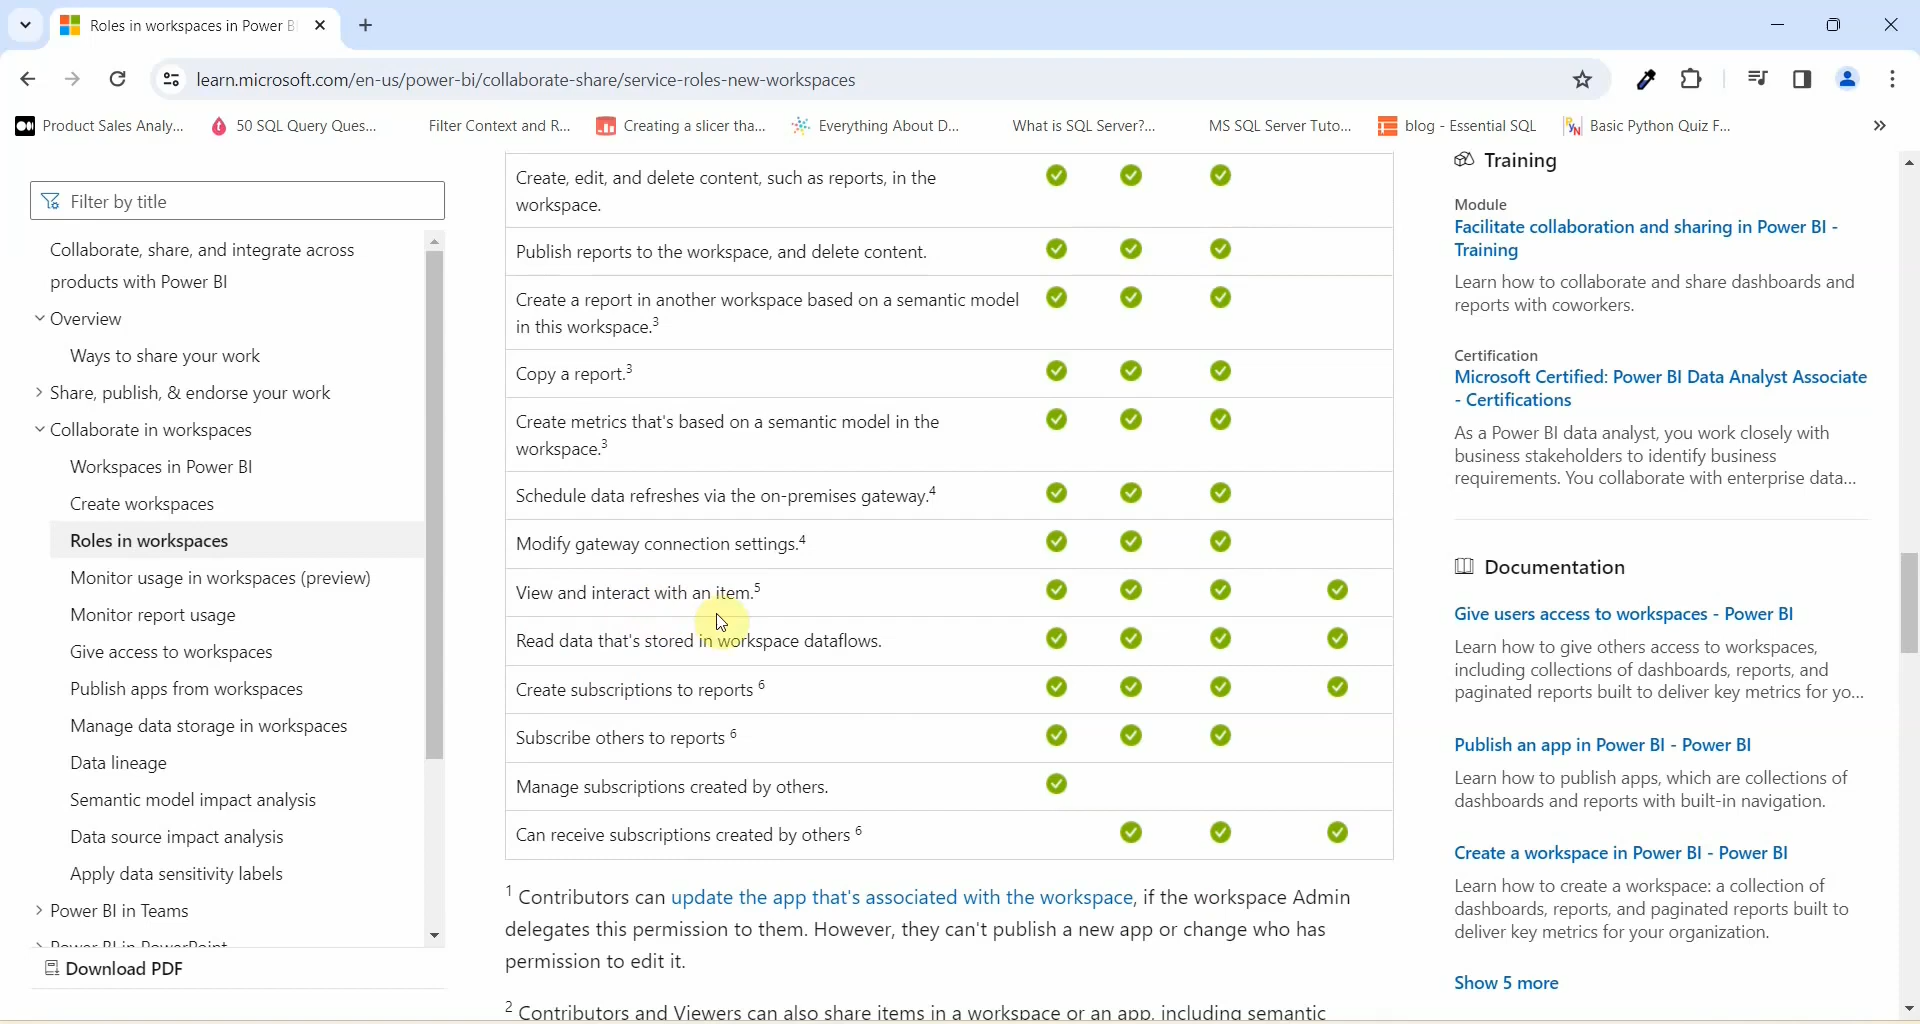 Roles in workspaces in Power B
learn.microsoft.com/en-us/power-bi/collaborate-share/service-roles-new-workspaces
Product Sales Analy...
50 SQL Query Ques...
Filter Context and R...
Creating a slicer tha...
Everything About D...
What is SQL Server?...
MS SQL Server Tuto...
blog - Essential SQL
Basic Python Quiz F...
Filter by title
Collaborate, share, and integrate across
products with Power BI
Overview
Ways to share your work
Share, publish, & endorse your work
Collaborate in workspaces
Workspaces in Power BI
Create workspaces
Roles in workspaces
Monitor usage in workspaces (preview)
Monitor report usage
Give access to workspaces
Publish apps from workspaces
Manage data storage in workspaces
Data lineage
Semantic model impact analysis
Data source impact analysis
Apply data sensitivity labels
Power BI in Teams
Power BI in PowerPoint
Download PDF
Create, edit, and delete content, such as reports, in the
workspace.
Publish reports to the workspace, and delete content.
Create a report in another workspace based on a semantic model
in this workspace.3
Copy a report.3
Create metrics that's based on a semantic model in the
workspace.3
Schedule data refreshes via the on-premises gateway.4
Modify gateway connection settings.4
View and interact with an item.5
Read data that's stored in workspace dataflows.
Create subscriptions to reports 6
Subscribe others to reports 6
Manage subscriptions created by others.
Can receive subscriptions created by others 6
1 Contributors can update the app that's associated with the workspace, if the workspace Admin
delegates this permission to them. However, they can't publish a new app or change who has
permission to edit it.
2 Contributors and Viewers can also share items in a workspace or an app, including semantic
Training
Module
Facilitate collaboration and sharing in Power BI -
Training
Learn how to collaborate and share dashboards and
reports with coworkers.
Certification
Microsoft Certified: Power BI Data Analyst Associate
- Certifications
As a Power BI data analyst, you work closely with
business stakeholders to identify business
requirements. You collaborate with enterprise data...
Documentation
Give users access to workspaces - Power BI
Learn how to give others access to workspaces,
including collections of dashboards, reports, and
paginated reports built to deliver key metrics for yo...
Publish an app in Power BI - Power BI
Learn how to publish apps, which are collections of
dashboards and reports with built-in navigation.
Create a workspace in Power BI - Power BI
Learn how to create a workspace: a collection of
dashboards, reports, and paginated reports built to
deliver key metrics for your organization.
Show 5 more